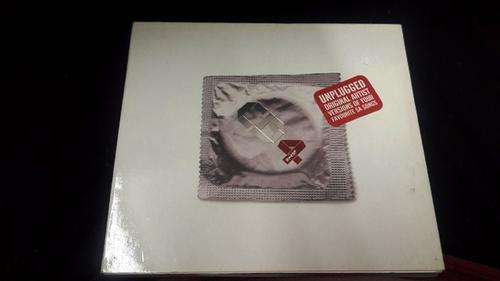 UNPLUGGED
ORIGINAL ARTIST
VERSIONS OF YOUR
FAVOURITE SA SONGS